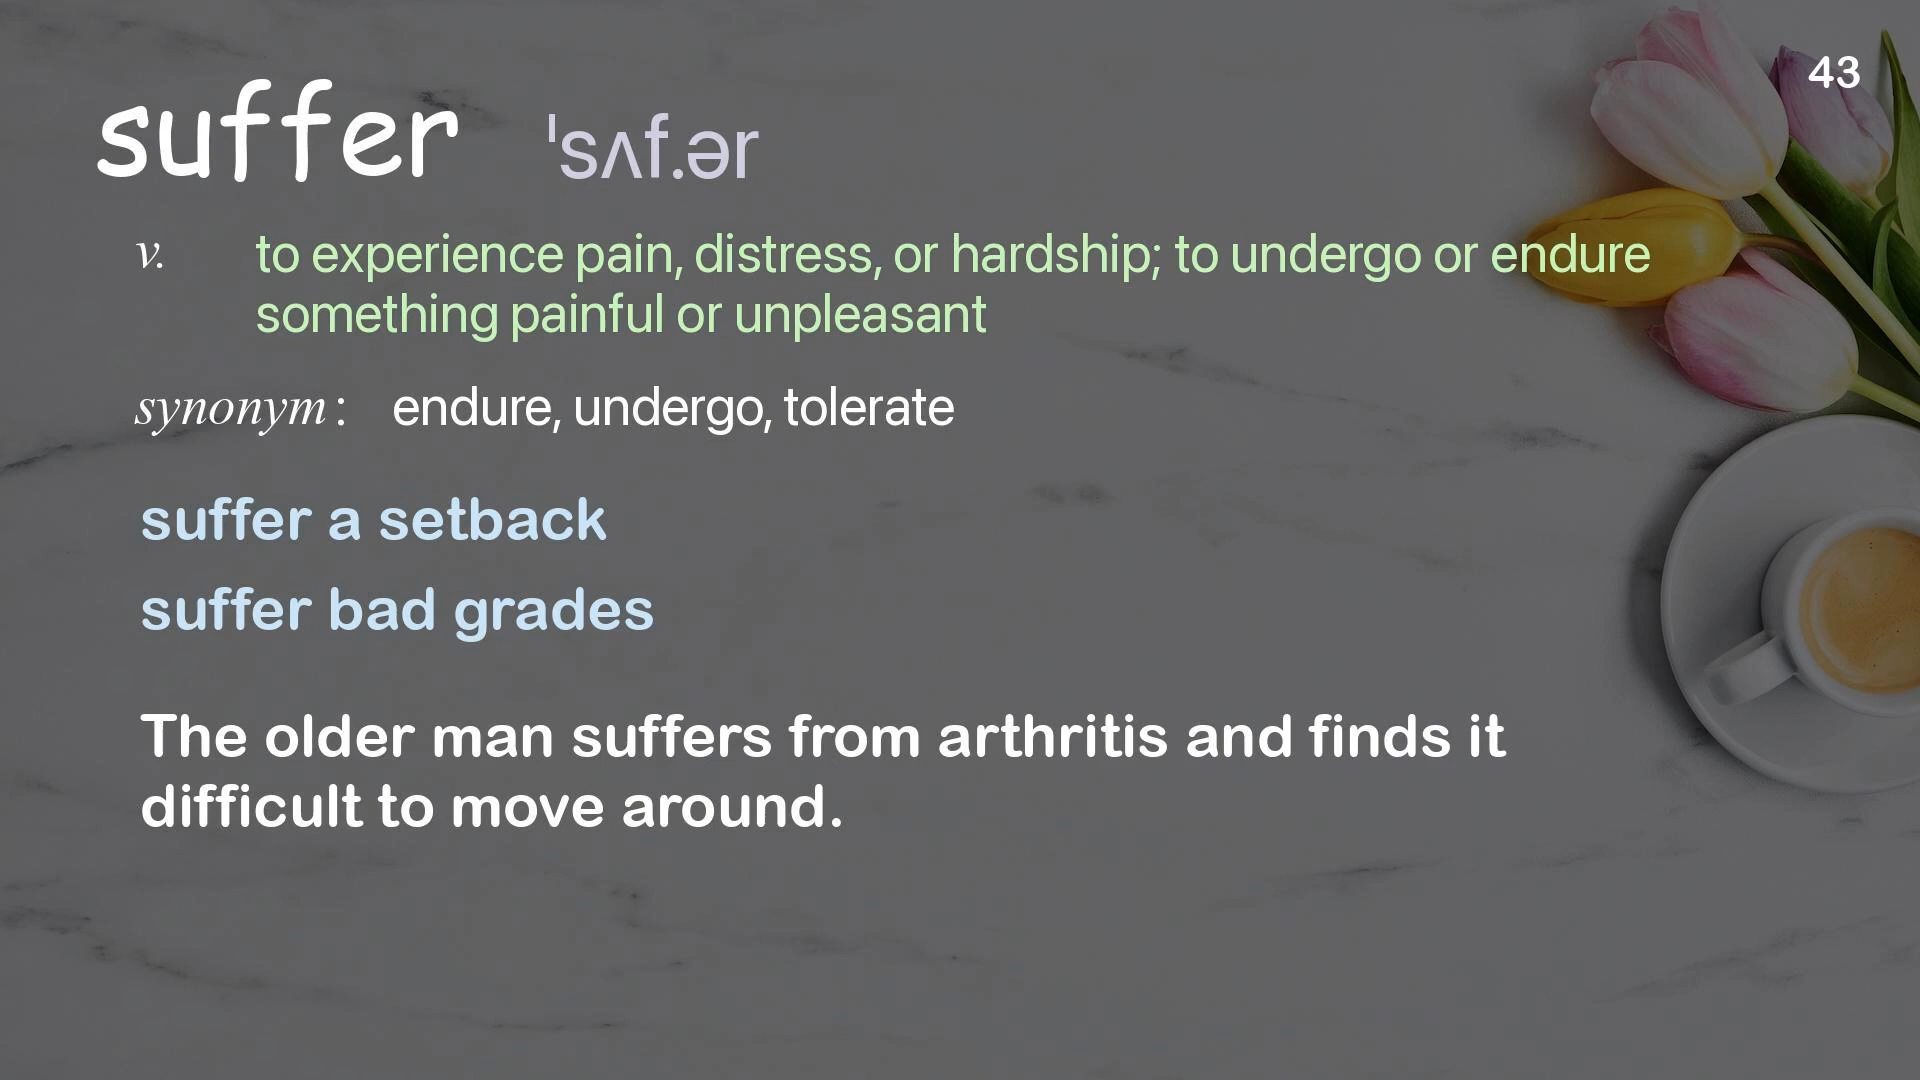 43
suffer ˈsʌf.ər
v. to experience pain, distress, or hardship; to undergo or endure
something painful or unpleasant
synonym: endure, undergo, tolerate
suffer a setback
suffer bad grades
The older man suffers from arthritis and finds it
difficult to move around.